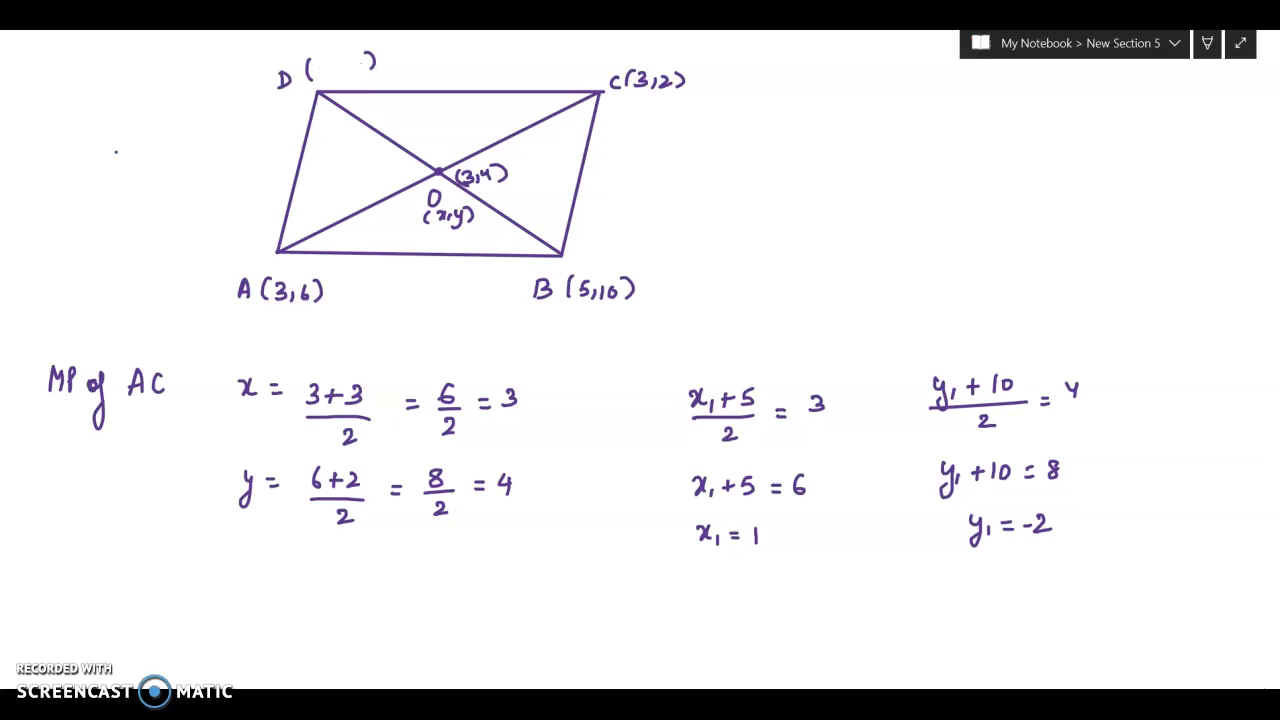 My Notebook > New Section 5
D ( )
C(3,2)
(3,4)
O
(x,y)
A (3,6)
B (5,10)
MP of AC
x = 3+3/2 = 6/2 = 3
y = 6+2/2 = 8/2 = 4
x₁+5/2 = 3
x₁+5 = 6
x₁ = 1
y₁+10/2 = 4
y₁+10 = 8
y₁ = -2
RECORDED WITH
SCREENCAST MATIC